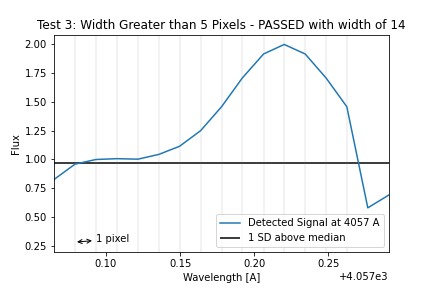 Test 3: Width Greater than 5 Pixels - PASSED with width of 14
2.00
1.75
1.50
1.25
1.00
0.75
0.50
0.25
Flux
1 pixel
Detected Signal at 4057 A
1 SD above median
0.10
0.15
0.20
0.25
Wavelength [A]
+4.057e3